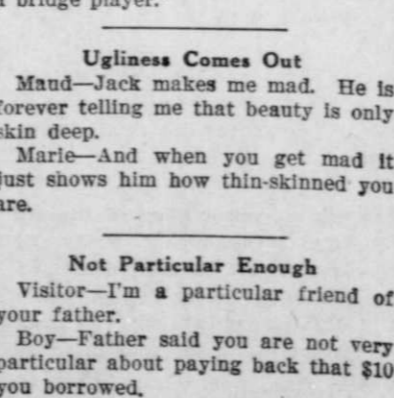 bridge player.
Ugliness Comes Out
Maud—Jack makes me mad. He is
forever telling me that beauty is only
skin deep.
Marie—And when you get mad it
just shows him how thin-skinned you
are.
Not Particular Enough
Visitor—I'm a particular friend of
your father.
Boy—Father said you are not very
particular about paying back that $10
you borrowed.